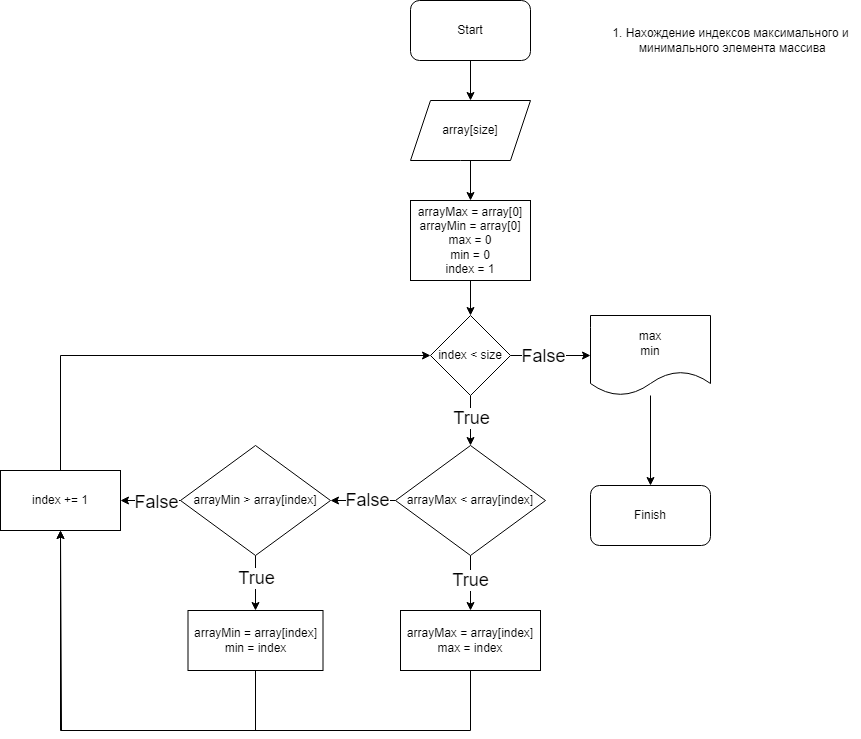 Start
1. Нахождение индексов максимального и
минимального элемента массива
array[size]
arrayMax = array[0]
arrayMin = array[0]
max = 0
min = 0
index = 1
index < size
False
max
min
True
index += 1
False
arrayMin > array[index]
False
arrayMax < array[index]
Finish
True
True
arrayMin = array[index]
min = index
arrayMax = array[index]
max = index